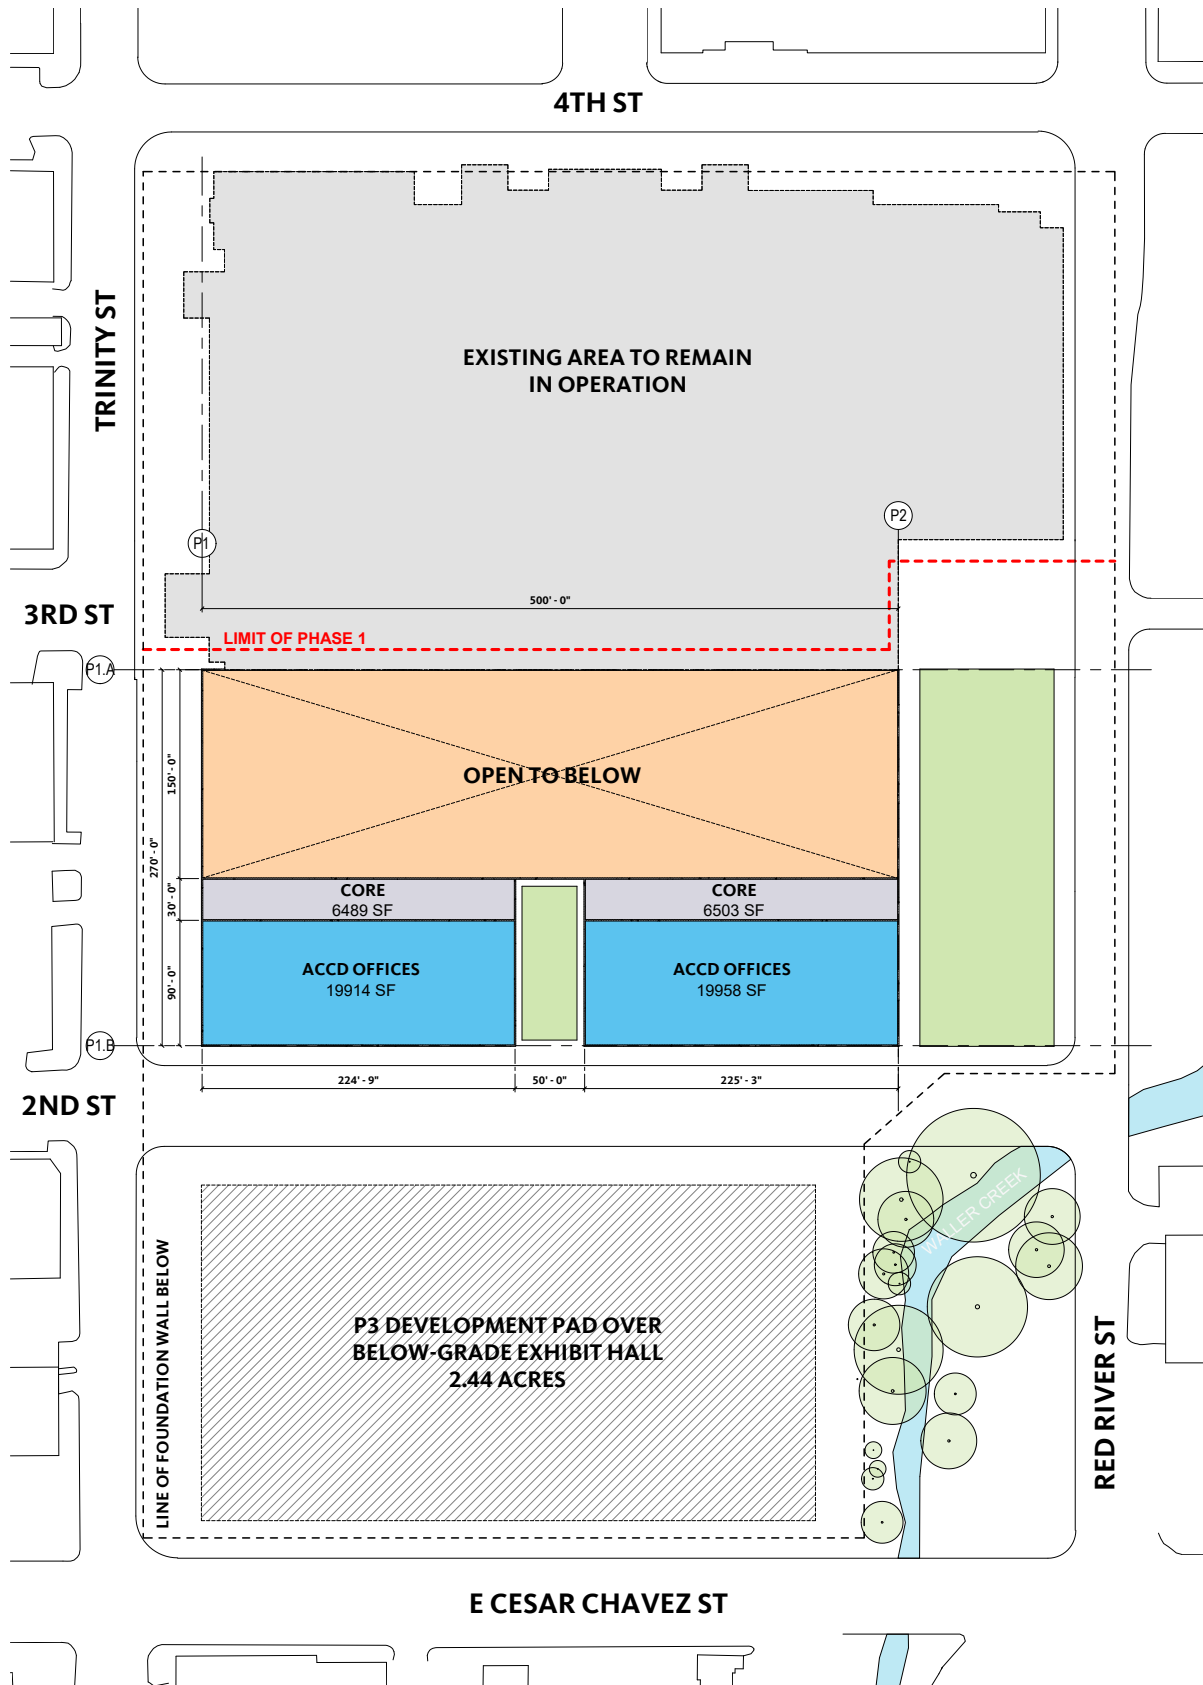 4TH ST
TRINITY ST
EXISTING AREA TO REMAIN
IN OPERATION
P1
P2
500' - 0"
3RD ST
LIMIT OF PHASE 1
P1.A
150' - 0"
OPEN TO BELOW
270' - 0"
30' - 0"
CORE
6489 SF
CORE
6503 SF
90' - 0"
ACCD OFFICES
19914 SF
ACCD OFFICES
19958 SF
P1.B
224' - 9"
50' - 0"
225' - 3"
2ND ST
WALLER CREEK
LINE OF FOUNDATION WALL BELOW
P3 DEVELOPMENT PAD OVER
BELOW-GRADE EXHIBIT HALL
2.44 ACRES
RED RIVER ST
E CESAR CHAVEZ ST